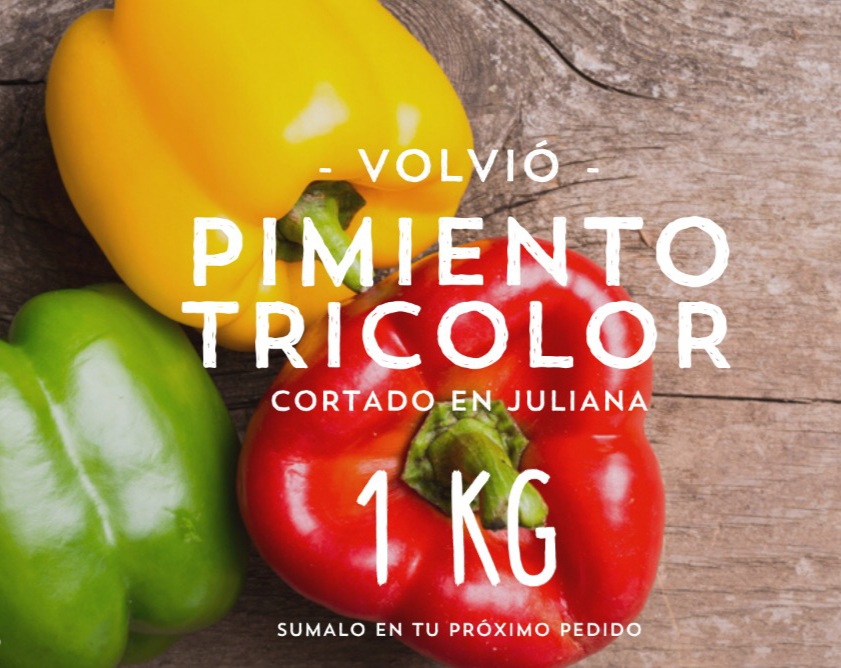 - VOLVIÓ -
PIMIENTO
TRICOLOR
CORTADO EN JULIANA
1 KG
SUMALO EN TU PRÓXIMO PEDIDO